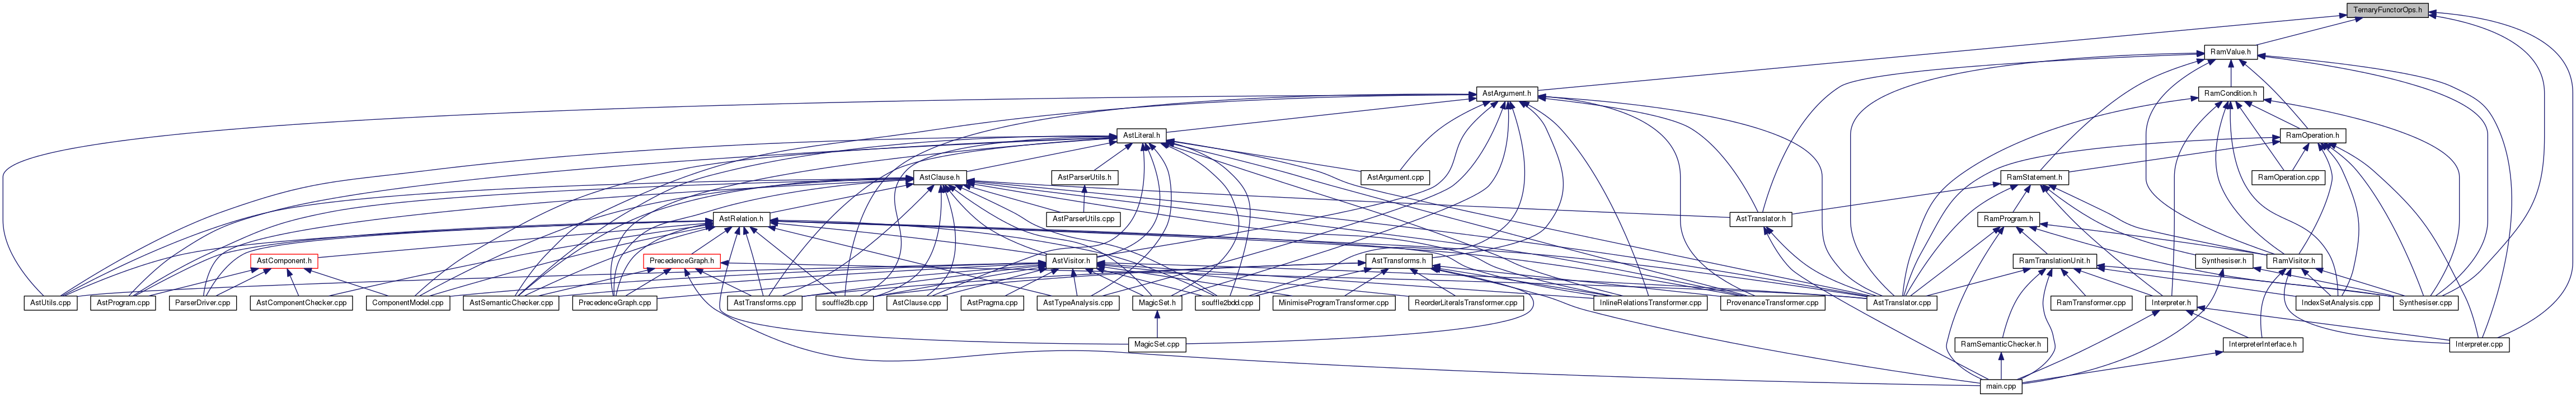 TernaryFunctorOps.h
RamValue.h
AstArgument.h
RamCondition.h
AstLiteral.h
RamOperation.h
AstClause.h
AstParserUtils.h
AstArgument.cpp
RamOperation.cpp
RamStatement.h
AstRelation.h
AstParserUtils.cpp
AstTranslator.h
RamProgram.h
AstComponent.h
PrecedenceGraph.h
AstVisitor.h
AstTransforms.h
RamTranslationUnit.h
Synthesiser.h
RamVisitor.h
AstUtils.cpp
AstProgram.cpp
ParserDriver.cpp
AstComponentChecker.cpp
ComponentModel.cpp
AstSemanticChecker.cpp
PrecedenceGraph.cpp
AstTransforms.cpp
souffle2lb.cpp
AstClause.cpp
AstPragma.cpp
AstTypeAnalysis.cpp
MagicSet.h
souffle2bdd.cpp
MinimiseProgramTransformer.cpp
ReorderLiteralsTransformer.cpp
InlineRelationsTransformer.cpp
ProvenanceTransformer.cpp
AstTranslator.cpp
RamTransformer.cpp
Interpreter.h
IndexSetAnalysis.cpp
Synthesiser.cpp
MagicSet.cpp
RamSemanticChecker.h
InterpreterInterface.h
Interpreter.cpp
main.cpp